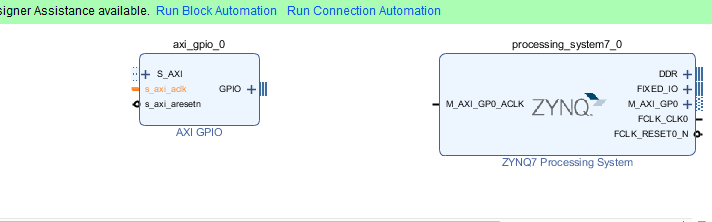 signer Assistance available. Run Block Automation Run Connection Automation
axi_gpio_0
S_AXI
s_axi_aclk
s_axi_aresetn
GPIO
AXI GPIO
processing_system7_0
M_AXI_GP0_ACLK
ZYNQ
DDR
FIXED_IO
M_AXI_GP0
FCLK_CLK0
FCLK_RESET0_N
ZYNQ7 Processing System